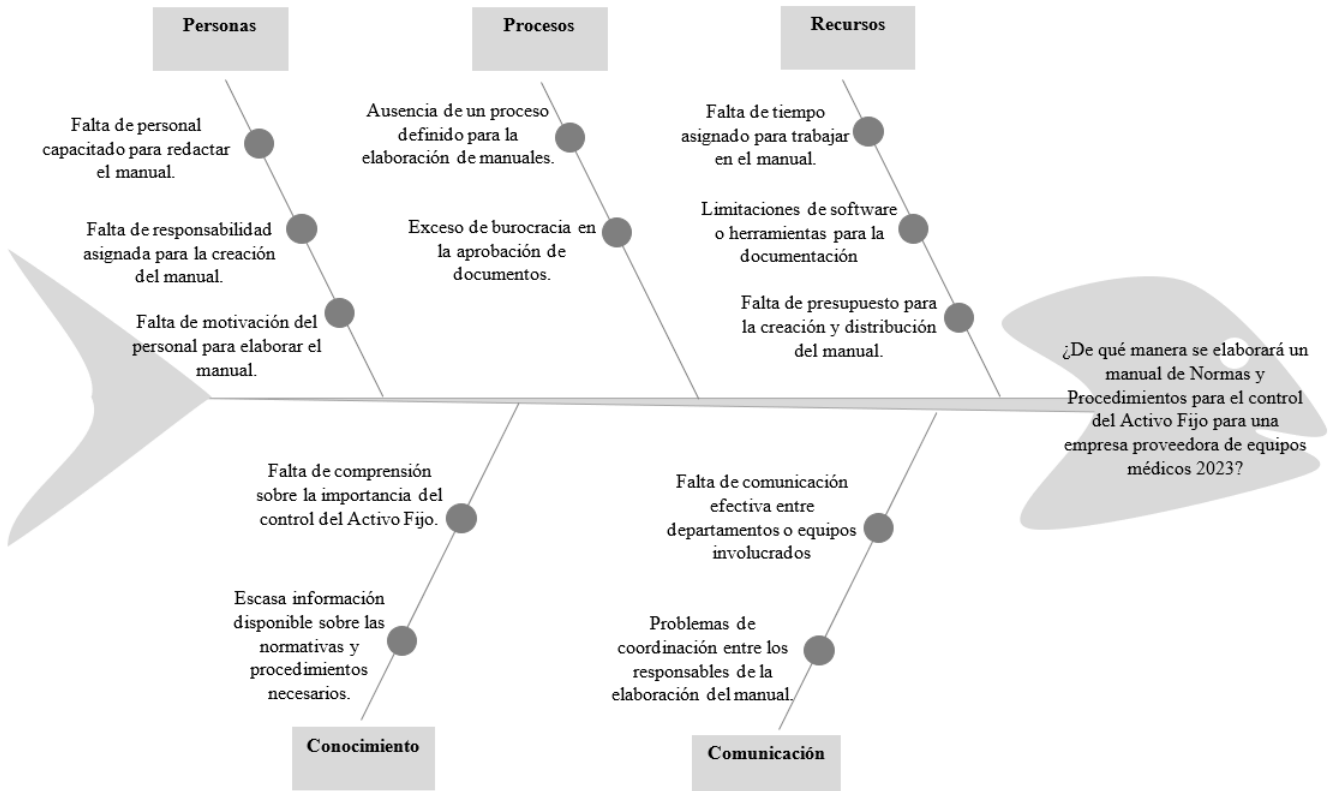 Personas
Procesos
Recursos
Falta de personal
capacitado para redactar
el manual.
Falta de responsabilidad
asignada para la creación
del manual.
Falta de motivación del
personal para elaborar el
manual.
Ausencia de un proceso
definido para la
elaboración de manuales.
Exceso de burocracia en
la aprobación de
documentos.
Falta de tiempo
asignado para trabajar
en el manual.
Limitaciones de software
o herramientas para la
documentación
Falta de presupuesto para
la creación y distribución
del manual.
¿De qué manera se elaborará un
manual de Normas y
Procedimientos para el control
del Activo Fijo para una
empresa proveedora de equipos
médicos 2023?
Falta de comprensión
sobre la importancia del
control del Activo Fijo.
Escasa información
disponible sobre las
normativas y
procedimientos
necesarios.
Falta de comunicación
efectiva entre
departamentos o equipos
involucrados
Problemas de
coordinación entre los
responsables de la
elaboración del manual.
Conocimiento
Comunicación